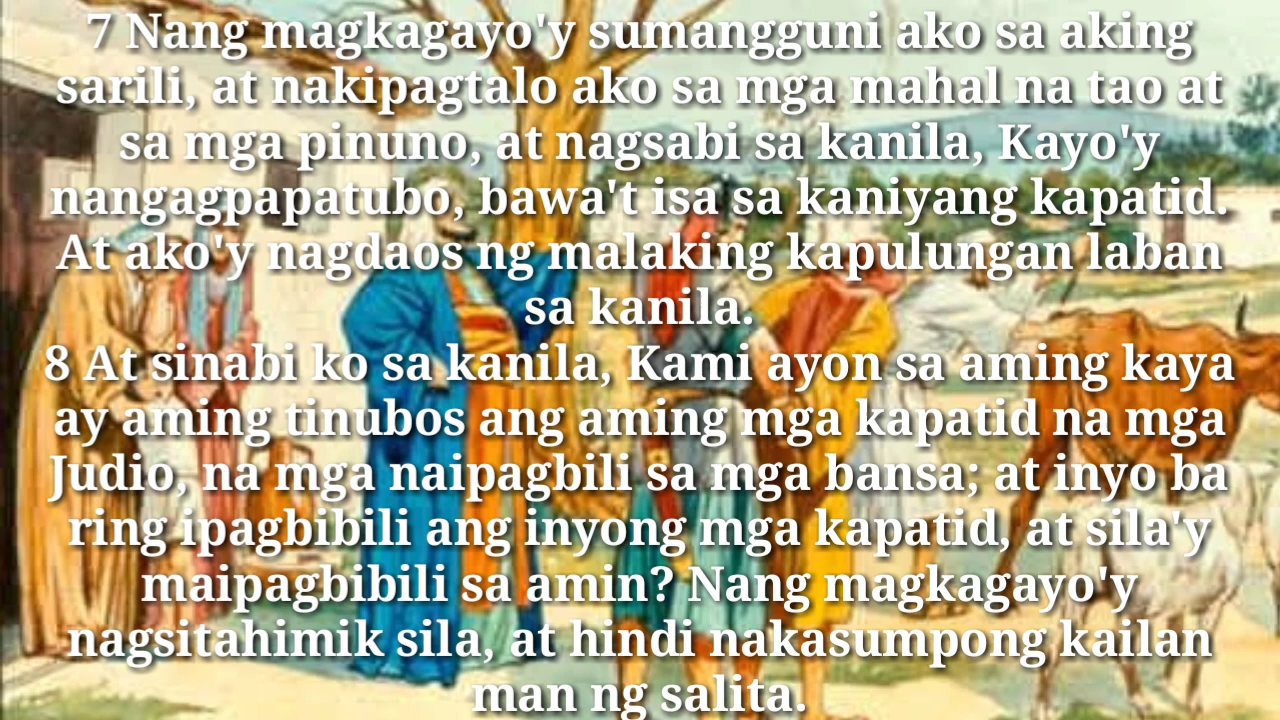 7 Nang magkagayo'y sumangguni ako sa aking
sarili, at nakipagtalo ako sa mga mahal na tao at
sa mga pinuno, at nagsabi sa kanila, Kayo'y
nangagpapatubo, bawa't isa sa kaniyang kapatid.
At ako'y nagdaos ng malaking kapulungan laban
sa kanila.
8 At sinabi ko sa kanila, Kami ayon sa aming kaya
ay aming tinubos ang aming mga kapatid na mga
Judio, na mga naipagbili sa mga bansa; at inyo ba
ring ipagbibili ang inyong mga kapatid, at sila'y
maipagbibili sa amin? Nang magkagayo'y
nagsitahimik sila, at hindi nakasumpong kailan
man ng salita.